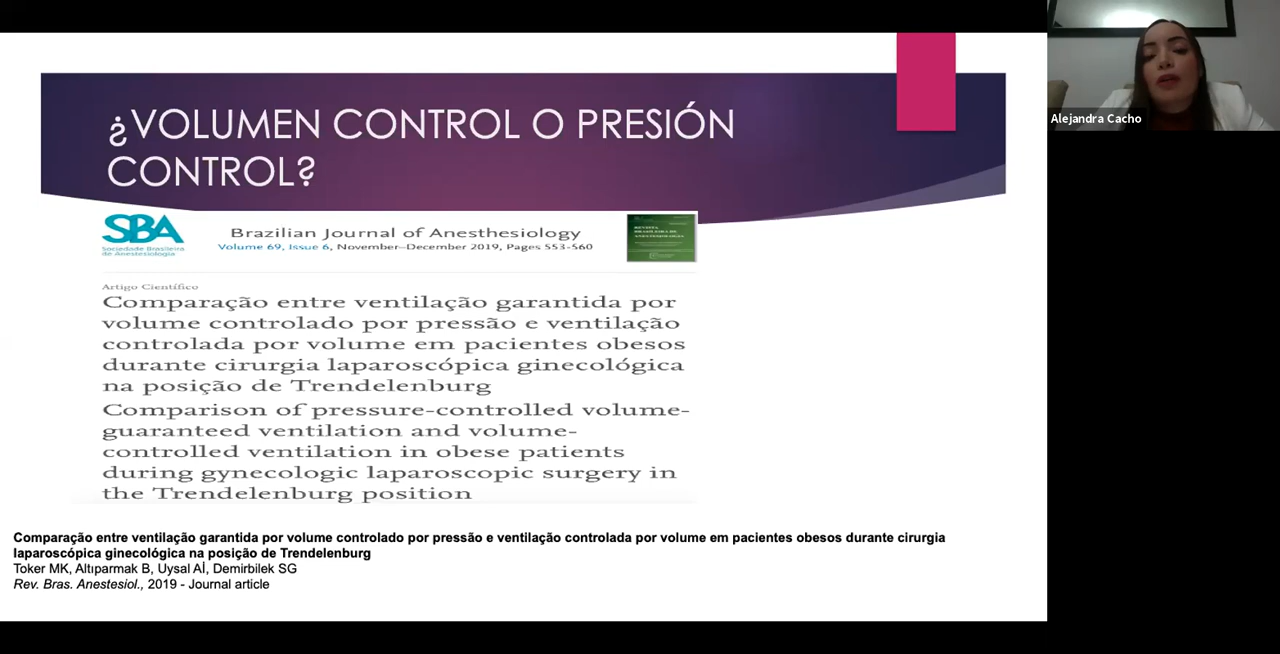 ¿VOLUMEN CONTROL O PRESIÓN
CONTROL?
SBA
Sociedade Brasileira
de Anestesiologia
Brazilian Journal of Anesthesiology
Volume 69, Issue 6, November–December 2019, Pages 553-560
Artigo Científico
Comparação entre ventilação garantida por
volume controlado por pressão e ventilação
controlada por volume em pacientes obesos
durante cirurgia laparoscópica ginecológica
na posição de Trendelenburg
Comparison of pressure-controlled volume-
guaranteed ventilation and volume-
controlled ventilation in obese patients
during gynecologic laparoscopic surgery in
the Trendelenburg position
Comparação entre ventilação garantida por volume controlado por pressão e ventilação controlada por volume em pacientes obesos durante cirurgia
laparoscópica ginecológica na posição de Trendelenburg
Toker MK, Altıparmak B, Uysal Aİ, Demirbilek SG
Rev. Bras. Anestesiol., 2019 - Journal article
Alejandra Cacho